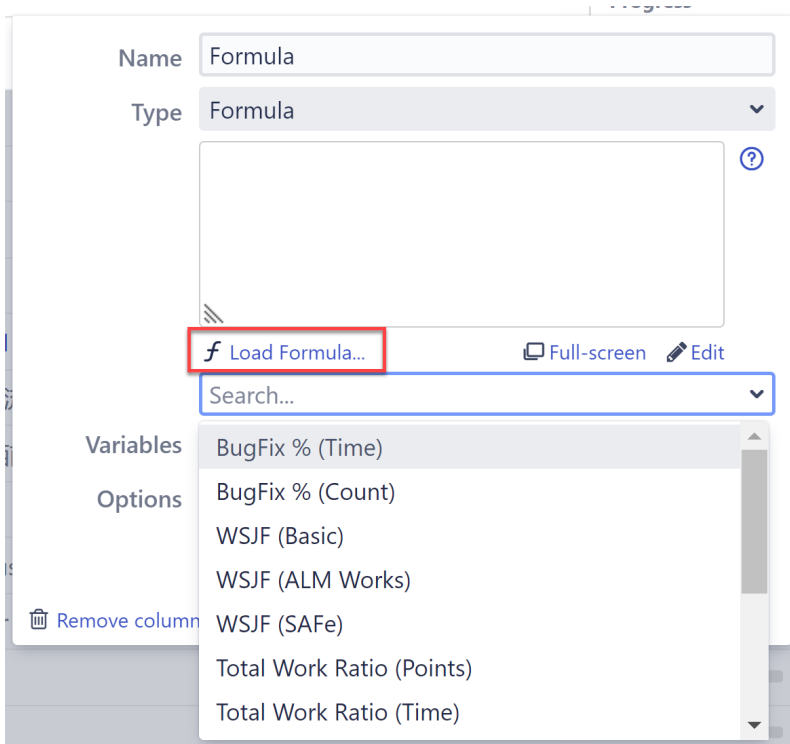 Name
Formula
Type
Formula
Load Formula...
Full-screen
Edit
Search...
Variables
Options
BugFix % (Time)
BugFix % (Count)
WSJF (Basic)
WSJF (ALM Works)
WSJF (SAFe)
Total Work Ratio (Points)
Total Work Ratio (Time)
Remove column